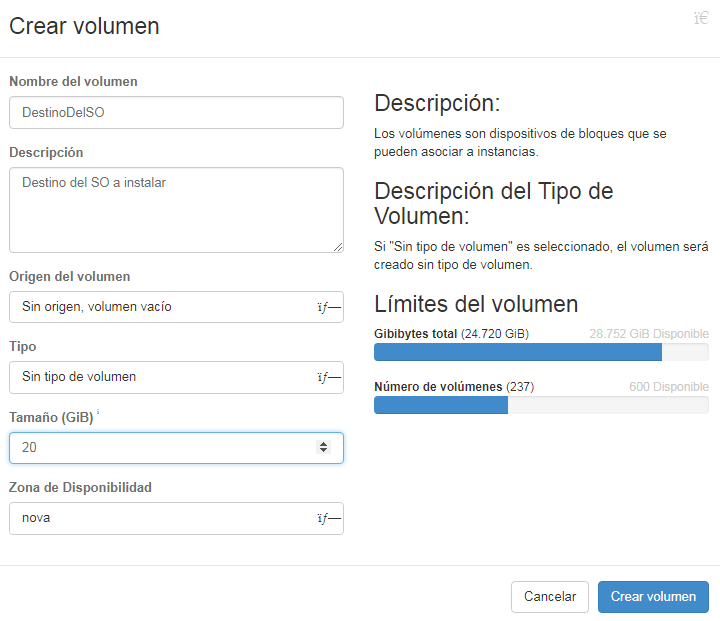 Crear volumen
ï€
Nombre del volumen
DestinoDelSO
Descripción
Destino del SO a instalar
Origen del volumen
Sin origen, volumen vacío
ïƒ—
Tipo
Sin tipo de volumen
ïƒ—
Tamaño (GiB)
20
Zona de Disponibilidad
nova
ïƒ—
Descripción:
Los volúmenes son dispositivos de bloques que se
pueden asociar a instancias.
Descripción del Tipo de
Volumen:
Si "Sin tipo de volumen" es seleccionado, el volumen será
creado sin tipo de volumen.
Límites del volumen
Gibibytes total (24.720 GiB) 28.752 GiB Disponible
Número de volúmenes (237) 600 Disponible
Cancelar
Crear volumen